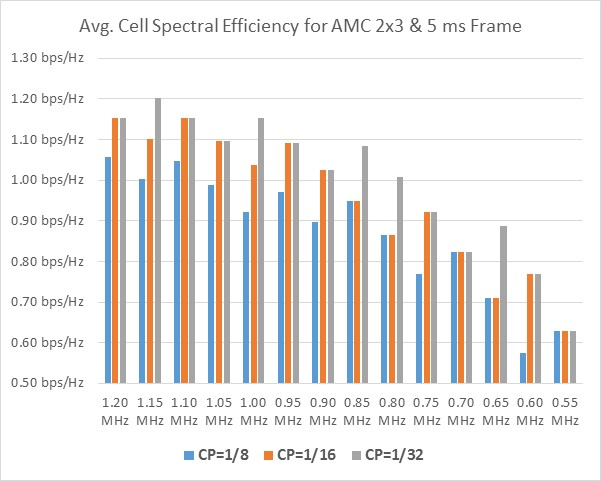 Avg. Cell Spectral Efficiency for AMC 2x3 & 5 ms Frame
1.30 bps/Hz
1.20 bps/Hz
1.10 bps/Hz
1.00 bps/Hz
0.90 bps/Hz
0.80 bps/Hz
0.70 bps/Hz
0.60 bps/Hz
0.50 bps/Hz
1.20 1.15 1.10 1.05 1.00 0.95 0.90 0.85 0.80 0.75 0.70 0.65 0.60 0.55
MHz MHz MHz MHz MHz MHz MHz MHz MHz MHz MHz MHz MHz MHz
CP=1/8 CP=1/16 CP=1/32